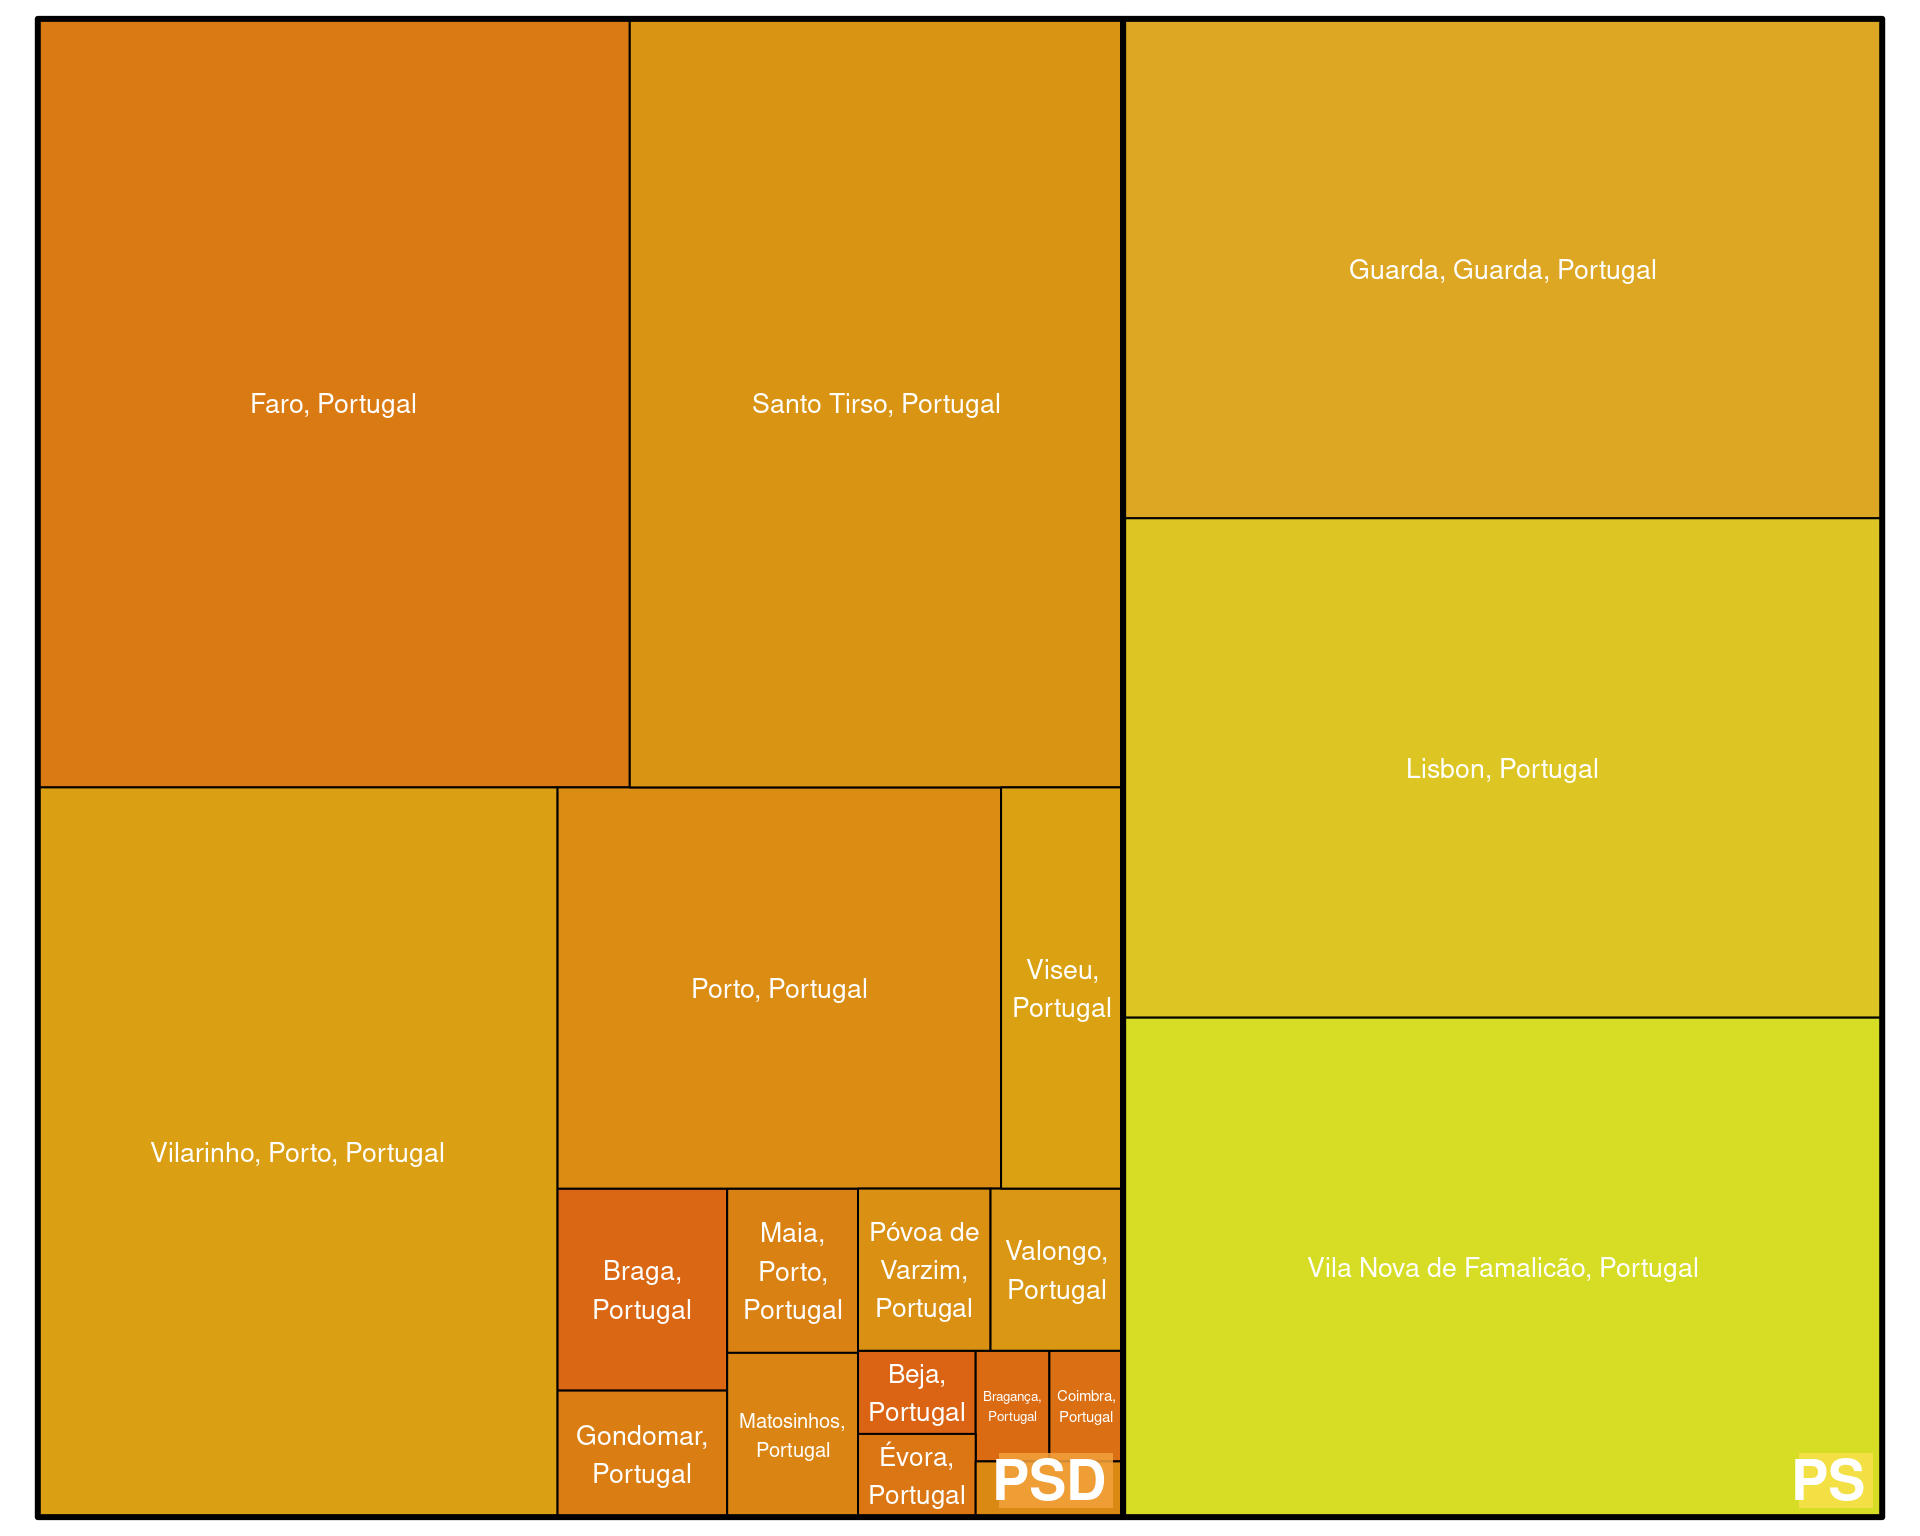 Faro, Portugal
Santo Tirso, Portugal
Guarda, Guarda, Portugal
Lisbon, Portugal
Vilarinho, Porto, Portugal
Porto, Portugal
Viseu,
Portugal
Vila Nova de Famalicão, Portugal
Braga,
Portugal
Maia,
Porto,
Portugal
Póvoa de
Varzim,
Portugal
Valongo,
Portugal
Gondomar,
Portugal
Matosinhos,
Portugal
Beja,
Portugal
Bragança,
Portugal
Coimbra,
Portugal
Évora,
Portugal
PSD
PS